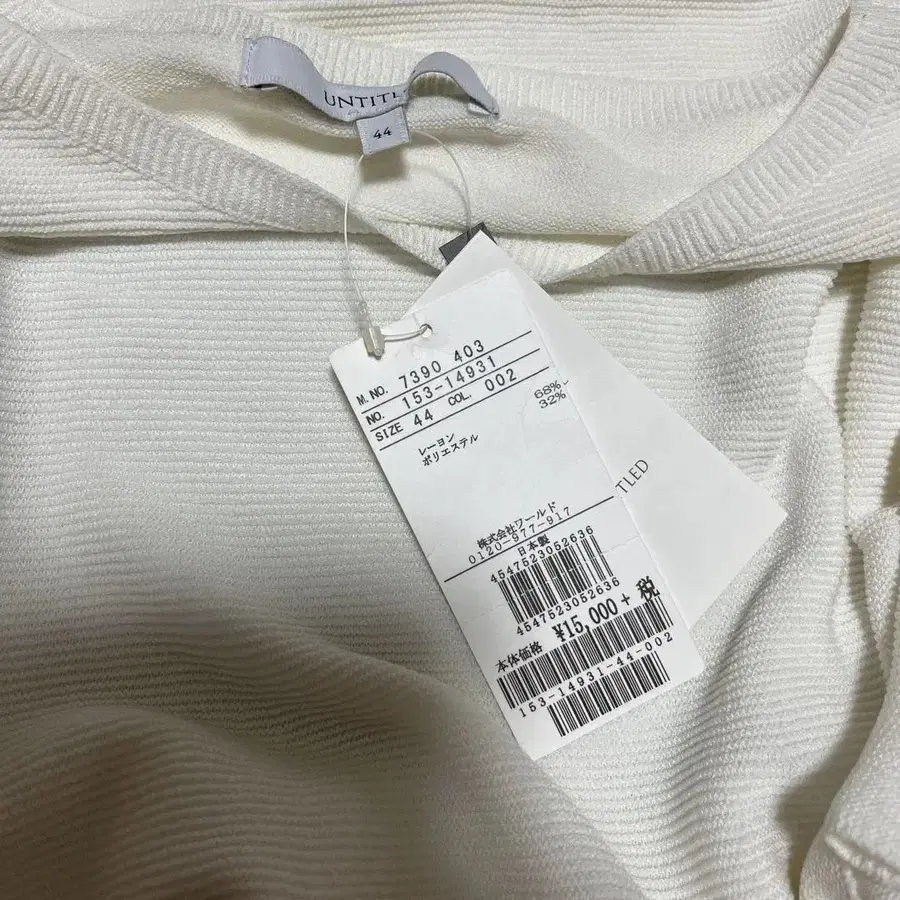 UNTITL
44
M.NO. 7390 403
NO. 153-14931
SIZE 44 COL. 002
レーヨン 68%
ポリエステル 32%
株式会社ワールド
0120-977-917
日本製
4547523052636
4547523052636
本体価格 ¥15,000+ 税
153-14931-44-002
TLED